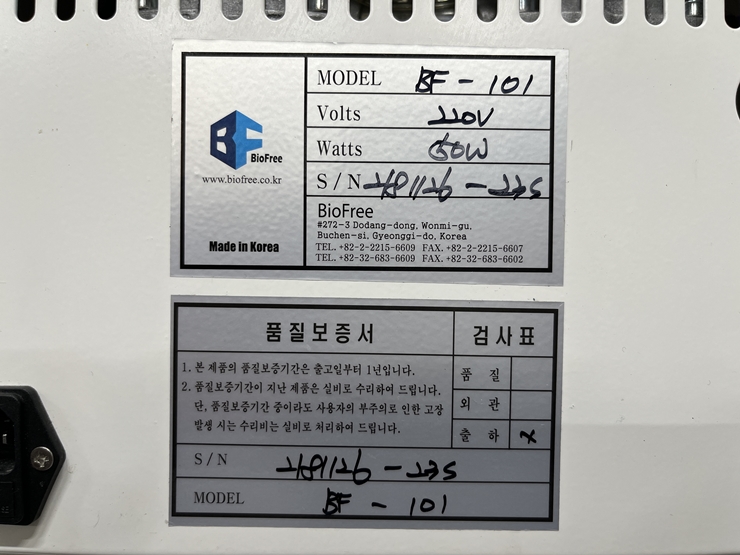 BF
BioFree
www.biofree.co.kr
Made in Korea
MODEL BF - 101
Volts 220V
Watts 60W
S/N
BioFree
#272-3 Dodang-dong, Wonmi-gu,
Buchen-si, Gyeonggi-do, Korea
TEL. +82-2-2215-6609 FAX. +82-2-2215-6607
TEL. +82-32-683-6609 FAX. +82-32-683-6602
품질보증서
1. 본 제품의 품질보증기간은 출고일부터 1년입니다.
2. 품질보증기간이 지난 제품은 실비로 수리하여 드립니다.
단, 품질보증기간 중이라도 사용자의 부주의로 인한 고장
발생 시는 수리비는 실비로 처리하여 드립니다.
검사표
품 질
외 관
출 하
S/N
MODEL BF - 101